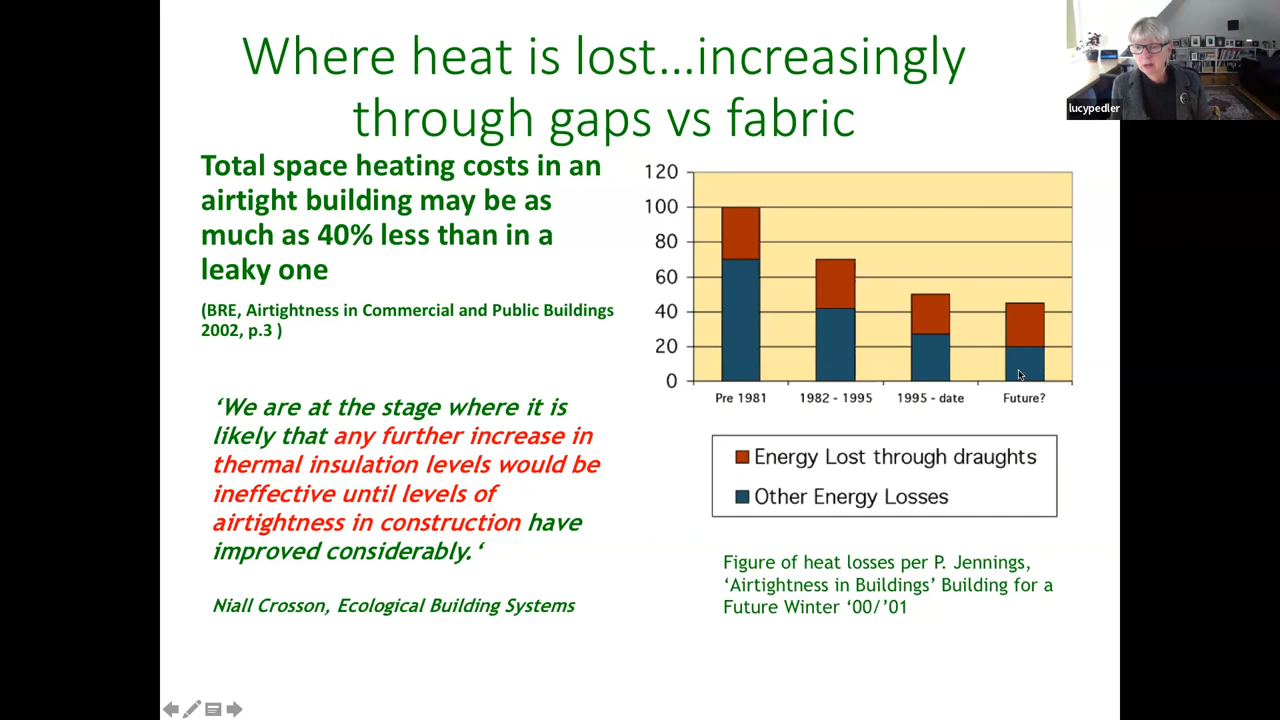 Where heat is lost...increasingly
through gaps vs fabric
lucypedler
Total space heating costs in an
airtight building may be as
much as 40% less than in a
leaky one
(BRE, Airtightness in Commercial and Public Buildings
2002, p.3 )
‘We are at the stage where it is
likely that any further increase in
thermal insulation levels would be
ineffective until levels of
airtightness in construction have
improved considerably.‘
Niall Crosson, Ecological Building Systems
120
100
80
60
40
20
0
Pre 1981 1982 - 1995 1995 - date Future?
Energy Lost through draughts
Other Energy Losses
Figure of heat losses per P. Jennings,
‘Airtightness in Buildings’ Building for a
Future Winter ‘00/’01